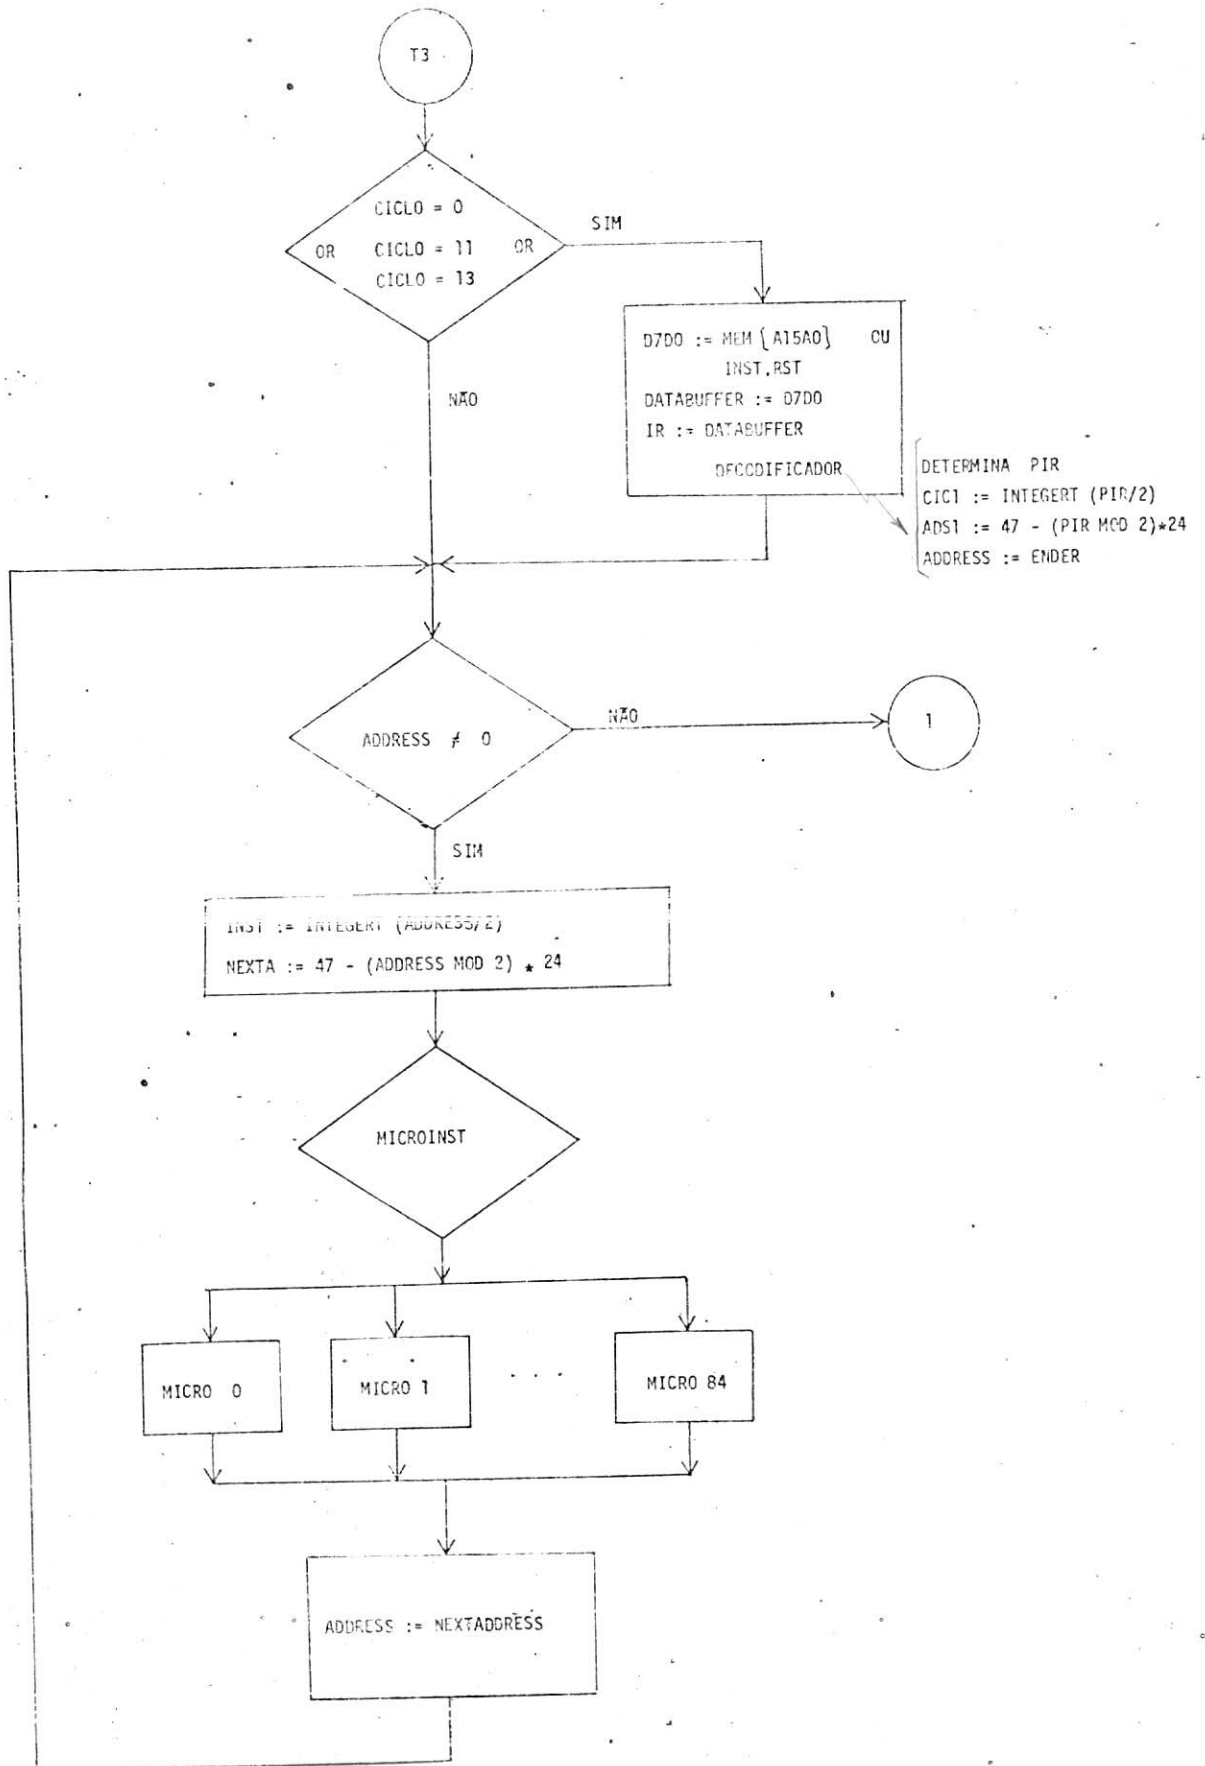 T3
CICLO = 0
SIM
OR CICLO = 11 OR
CICLO = 13
D7D0 := MEM [A15A0] OU
INST.RST
NÃO
DATABUFFER := D7D0
IR := DATABUFFER
DECODIFICADOR
DETERMINA PIR
CIC1 := INTEGERT (PIR/2)
ADS1 := 47 - (PIR MOD 2)*24
ADDRESS := ENDER
ADDRESS ≠ 0
NÃO
1
SIM
INST := INTEGERT (ADDRESS/2)
NEXTA := 47 - (ADDRESS MOD 2) * 24
MICROINST
MICRO 0
MICRO 1
. . .
MICRO 84
ADDRESS := NEXTADDRESS